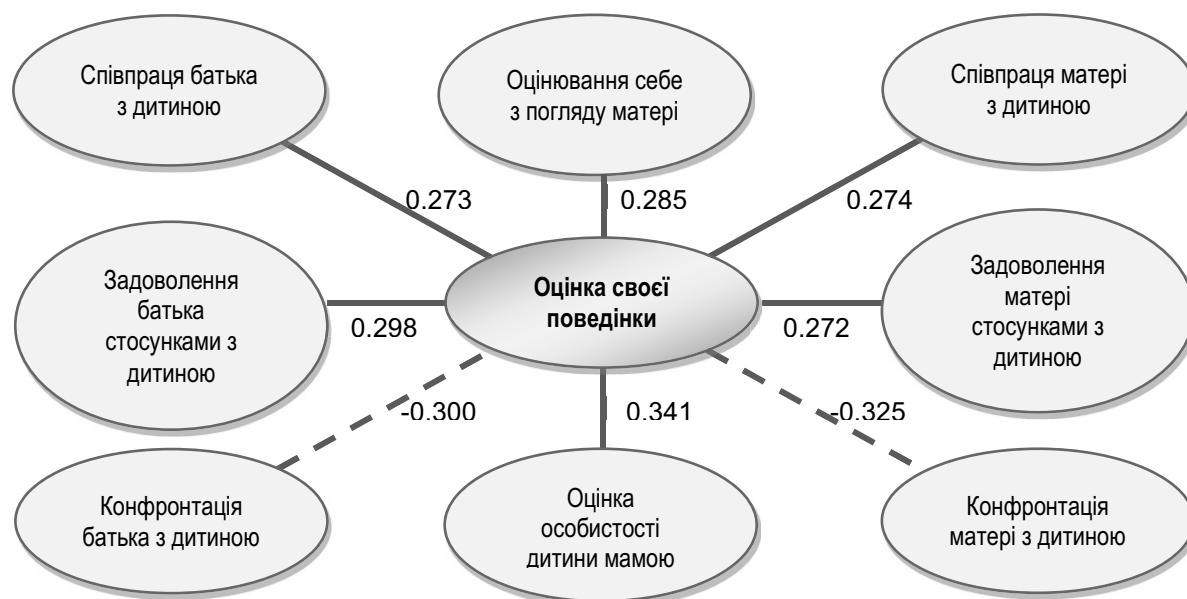 Співпраця батька
з дитиною
Оцінювання себе
з погляду матері
Співпраця матері
з дитиною
0.273
0.285
0.274
Задоволення
батька
стосунками з
дитиною
Оцінка своєї
поведінки
Задоволення
матері
стосунками з
дитиною
0.298
0.272
-0.300
0.341
-0.325
Конфронтація
батька з дитиною
Оцінка
особистості
дитини мамою
Конфронтація
матері з дитиною